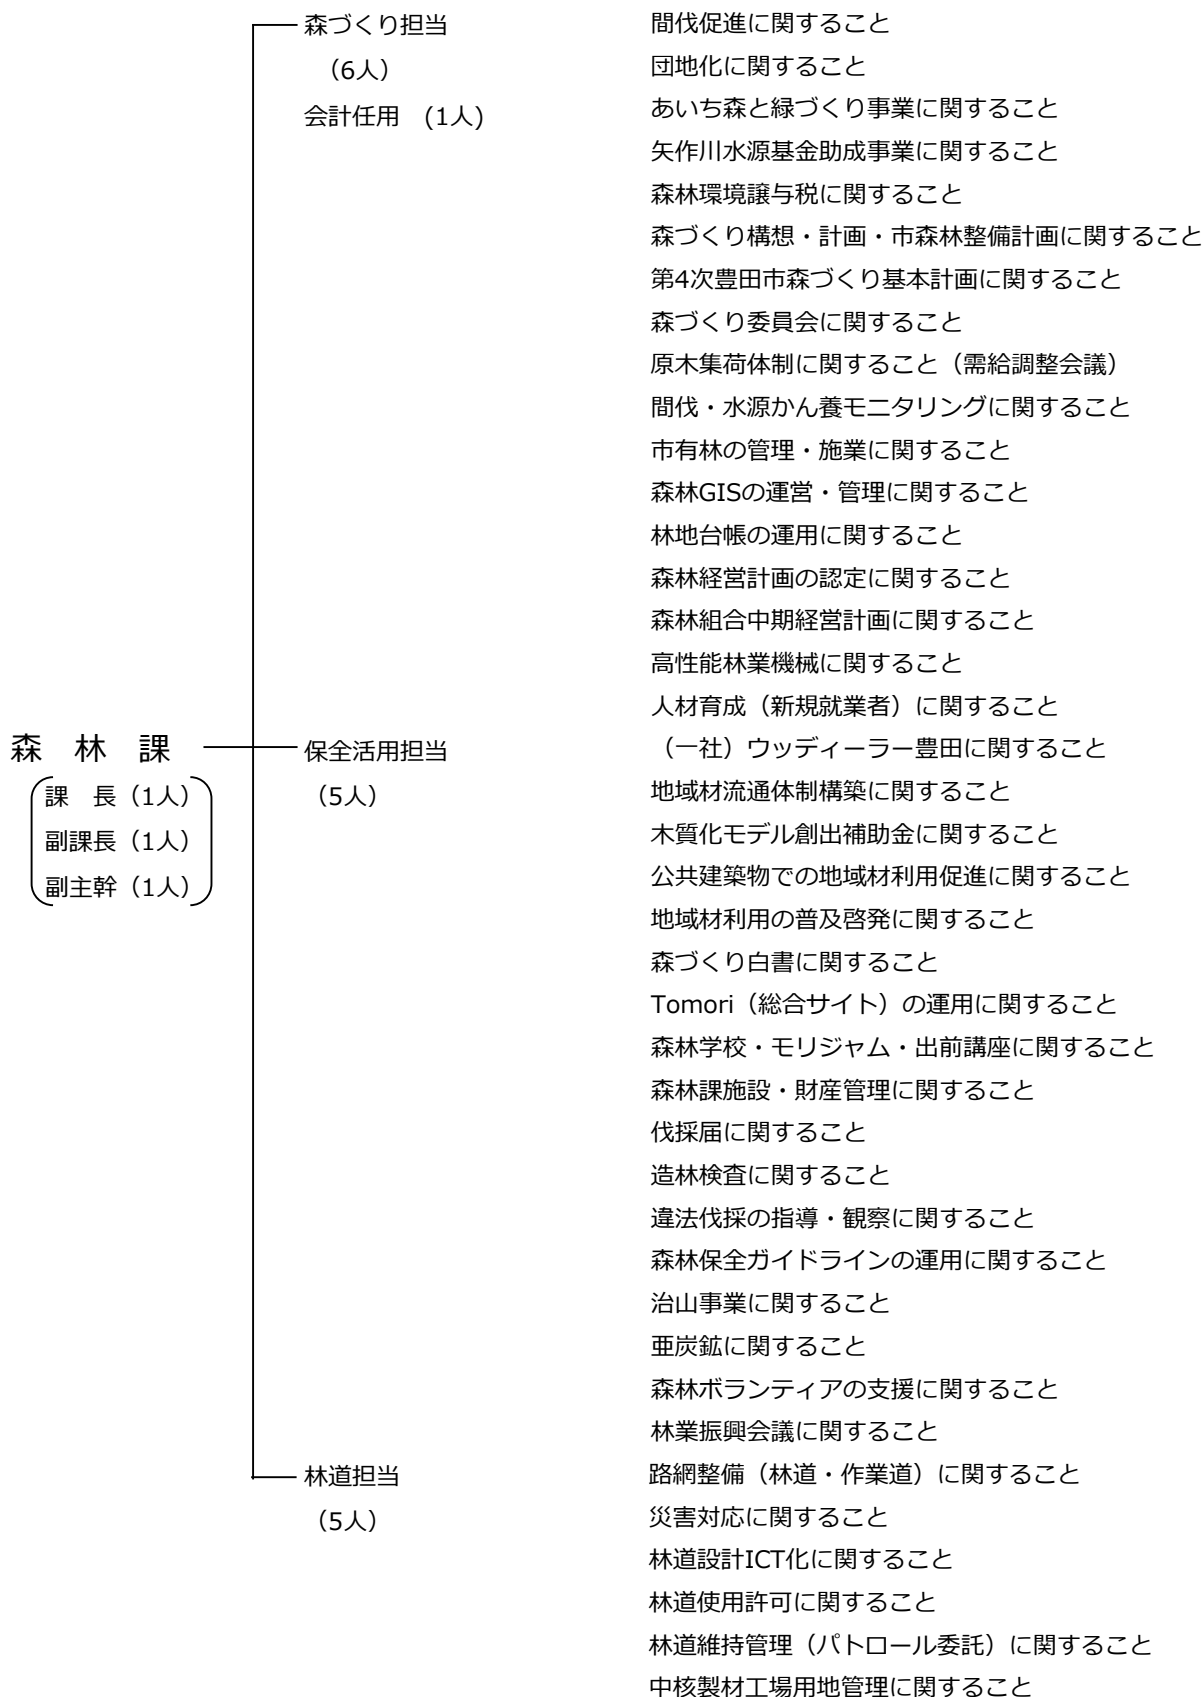 森づくり担当
（6人）
会計任用　(1人)
間伐促進に関すること
団地化に関すること
あいち森と緑づくり事業に関すること
矢作川水源基金助成事業に関すること
森林環境譲与税に関すること
森づくり構想・計画・市森林整備計画に関すること
第4次豊田市森づくり基本計画に関すること
森づくり委員会に関すること
原木集荷体制に関すること（需給調整会議）
間伐・水源かん養モニタリングに関すること
市有林の管理・施業に関すること
森林GISの運営・管理に関すること
林地台帳の運用に関すること
森林経営計画の認定に関すること
森林組合中期経営計画に関すること
高性能林業機械に関すること
人材育成（新規就業者）に関すること
森　林　課
課　長（1人）
副課長（1人）
副主幹（1人）
保全活用担当
（5人）
（一社）ウッディーラー豊田に関すること
地域材流通体制構築に関すること
木質化モデル創出補助金に関すること
公共建築物での地域材利用促進に関すること
地域材利用の普及啓発に関すること
森づくり白書に関すること
Tomori（総合サイト）の運用に関すること
森林学校・モリジャム・出前講座に関すること
森林課施設・財産管理に関すること
伐採届に関すること
造林検査に関すること
違法伐採の指導・観察に関すること
森林保全ガイドラインの運用に関すること
治山事業に関すること
亜炭鉱に関すること
森林ボランティアの支援に関すること
林業振興会議に関すること
林道担当
（5人）
路網整備（林道・作業道）に関すること
災害対応に関すること
林道設計ICT化に関すること
林道使用許可に関すること
林道維持管理（パトロール委託）に関すること
中核製材工場用地管理に関すること